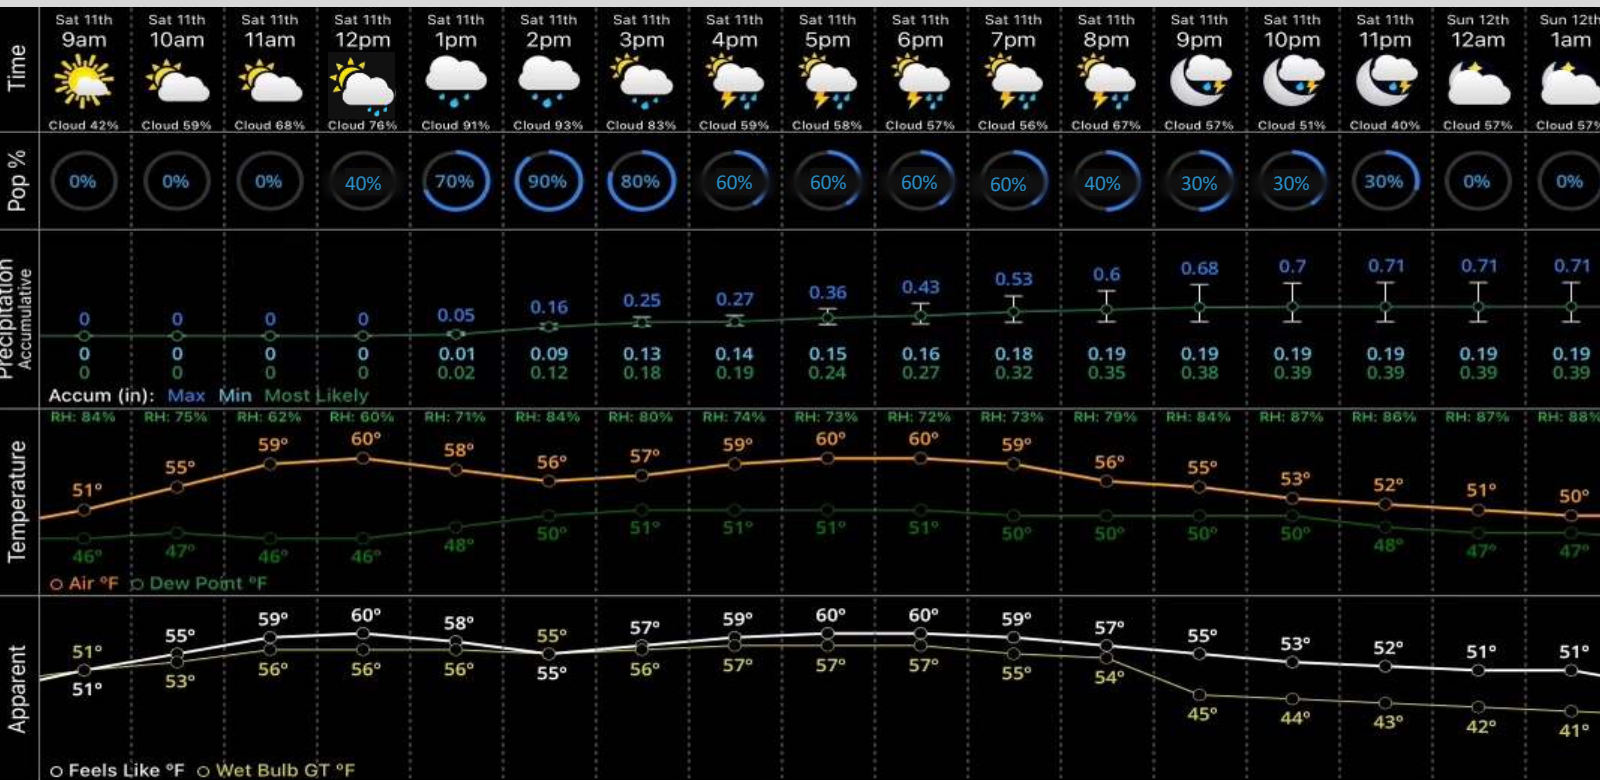 Time
Sat 11th Sat 11th Sat 11th Sat 11th Sat 11th Sat 11th Sat 11th Sat 11th Sat 11th Sat 11th Sat 11th Sat 11th Sat 11th Sat 11th Sat 11th Sun 12th Sun 12th
9am 10am 11am 12pm 1pm 2pm 3pm 4pm 5pm 6pm 7pm 8pm 9pm 10pm 11pm 12am 1am
Cloud 42% Cloud 59% Cloud 68% Cloud 76% Cloud 91% Cloud 93% Cloud 83% Cloud 59% Cloud 58% Cloud 57% Cloud 56% Cloud 67% Cloud 57% Cloud 51% Cloud 40% Cloud 57% Cloud 57%
Pop %
0% 0% 0% 40% 70% 90% 80% 60% 60% 60% 60% 40% 30% 30% 30% 0% 0%
Precipitation
Accumulative
0 0 0 0 0.05 0.16 0.25 0.27 0.36 0.43 0.53 0.6 0.68 0.7 0.71 0.71 0.71
0 0 0 0 0.01 0.09 0.13 0.14 0.15 0.16 0.18 0.19 0.19 0.19 0.19 0.19 0.19
0 0 0 0 0.02 0.12 0.18 0.19 0.24 0.27 0.32 0.35 0.38 0.39 0.39 0.39 0.39
Accum (in): Max Min Most Likely
Temperature
RH: 84% RH: 75% RH: 62% RH: 60% RH: 71% RH: 84% RH: 80% RH: 74% RH: 73% RH: 72% RH: 73% RH: 79% RH: 84% RH: 87% RH: 86% RH: 87% RH: 88%
51° 55° 59° 60° 58° 56° 57° 59° 60° 60° 59° 56° 55° 53° 52° 51° 50°
46° 47° 46° 46° 48° 50° 51° 51° 51° 51° 50° 50° 50° 50° 48° 47° 47°
Air °F Dew Point °F
Apparent
51° 55° 59° 60° 58° 55° 57° 59° 60° 60° 59° 57° 55° 53° 52° 51° 51°
51° 53° 56° 56° 56° 55° 56° 57° 57° 57° 55° 54° 45° 44° 43° 42° 41°
Feels Like °F Wet Bulb GT °F